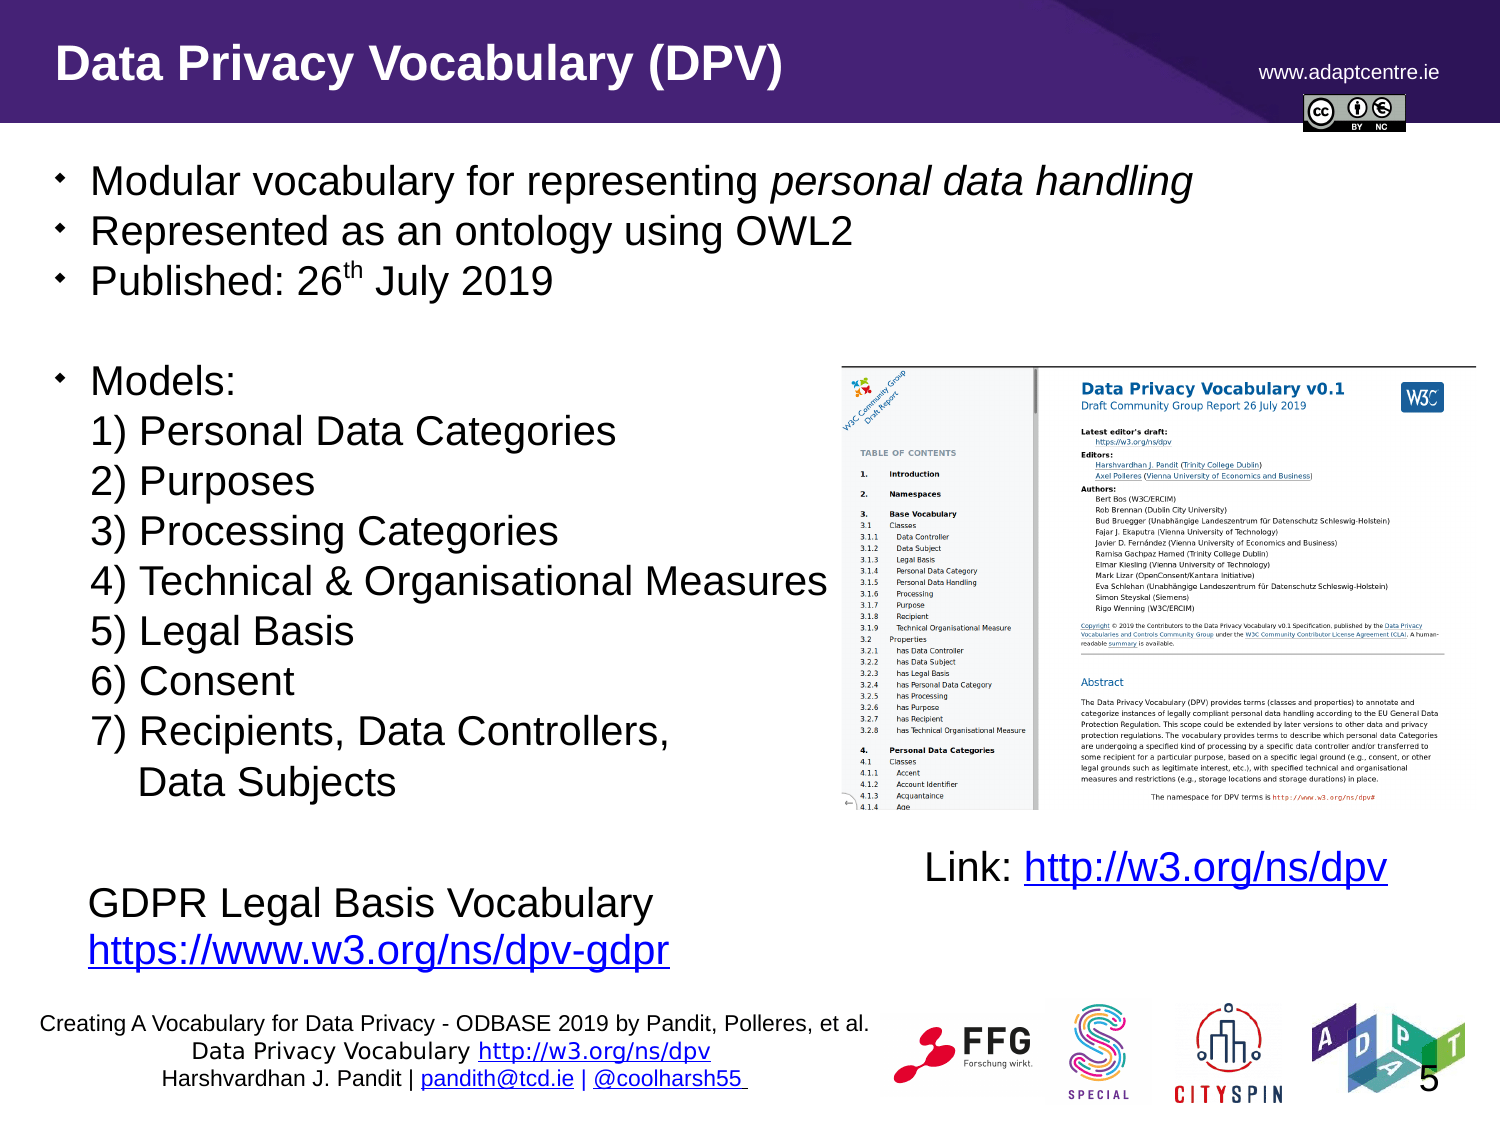 Data Privacy Vocabulary (DPV)
www.adaptcentre.ie
cc BY NC
Modular vocabulary for representing personal data handling
Represented as an ontology using OWL2
Published: 26th July 2019
Models:
1) Personal Data Categories
2) Purposes
3) Processing Categories
4) Technical & Organisational Measures
5) Legal Basis
6) Consent
7) Recipients, Data Controllers,
Data Subjects
W3C Community Group
Draft Report
TABLE OF CONTENTS
1. Introduction
2. Namespaces
3. Base Vocabulary
3.1 Classes
3.1.1 Data Controller
3.1.2 Data Subject
3.1.3 Legal Basis
3.1.4 Personal Data Category
3.1.5 Personal Data Handling
3.1.6 Processing
3.1.7 Purpose
3.1.8 Recipient
3.1.9 Technical Organisational Measure
3.2 Properties
3.2.1 has Data Controller
3.2.2 has Data Subject
3.2.3 has Legal Basis
3.2.4 has Personal Data Category
3.2.5 has Processing
3.2.6 has Purpose
3.2.7 has Recipient
3.2.8 has Technical Organisational Measure
4. Personal Data Categories
4.1 Classes
4.1.1 Accent
4.1.2 Account Identifier
4.1.3 Acquantaince
4.1.4 Age
Data Privacy Vocabulary v0.1
W3C
Draft Community Group Report 26 July 2019
Latest editor's draft:
https://w3.org/ns/dpv
Editors:
Harshvardhan J. Pandit (Trinity College Dublin)
Axel Polleres (Vienna University of Economics and Business)
Authors:
Bert Bos (W3C/ERCIM)
Rob Brennan (Dublin City University)
Bud Bruegger (Unabhängige Landeszentrum für Datenschutz Schleswig-Holstein)
Fajar J. Ekaputra (Vienna University of Technology)
Javier D. Fernández (Vienna University of Economics and Business)
Ramisa Gachpaz Hamed (Trinity College Dublin)
Elmar Kiesling (Vienna University of Technology)
Mark Lizar (OpenConsent/Kantara Initiative)
Eva Schlehan (Unabhängige Landeszentrum für Datenschutz Schleswig-Holstein)
Simon Steyskal (Siemens)
Rigo Wenning (W3C/ERCIM)
Copyright © 2019 the Contributors to the Data Privacy Vocabulary v0.1 Specification, published by the Data Privacy
Vocabularies and Controls Community Group under the W3C Community Contributor License Agreement (CLA). A human-
readable summary is available.
Abstract
The Data Privacy Vocabulary (DPV) provides terms (classes and properties) to annotate and
categorize instances of legally compliant personal data handling according to the EU General Data
Protection Regulation. This scope could be extended by later versions to other data and privacy
protection regulations. The vocabulary provides terms to describe which personal data Categories
are undergoing a specified kind of processing by a specific data controller and/or transferred to
some recipient for a particular purpose, based on a specific legal ground (e.g., consent, or other
legal grounds such as legitimate interest, etc.), with specified technical and organisational
measures and restrictions (e.g., storage locations and storage durations) in place.
The namespace for DPV terms is http://www.w3.org/ns/dpv#
Link: http://w3.org/ns/dpv
GDPR Legal Basis Vocabulary
https://www.w3.org/ns/dpv-gdpr
Creating A Vocabulary for Data Privacy - ODBASE 2019 by Pandit, Polleres, et al.
Data Privacy Vocabulary http://w3.org/ns/dpv
Harshvardhan J. Pandit | pandith@tcd.ie | @coolharsh55
FFG
Forschung wirkt.
SPECIAL
CITYSPIN
ADAPT
5